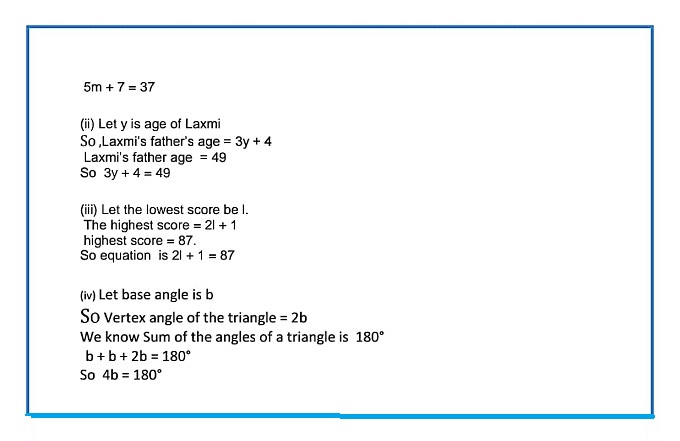 5m + 7 = 37
(ii) Let y is age of Laxmi
So ,Laxmi's father's age = 3y + 4
Laxmi's father age = 49
So 3y + 4 = 49
(iii) Let the lowest score be l.
The highest score = 2l + 1
highest score = 87.
So equation is 2l + 1 = 87
(iv) Let base angle is b
So Vertex angle of the triangle = 2b
We know Sum of the angles of a triangle is 180°
b + b + 2b = 180°
So 4b = 180°